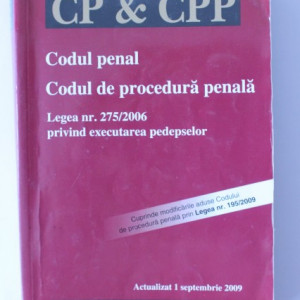 CP & CPP
Codul penal
Codul de procedură penală
Legea nr. 275/2006
privind executarea pedepselor
Cuprinde modificările aduse Codului
de procedură penală prin Legea nr. 195/2009
Actualizat 1 septembrie 2009